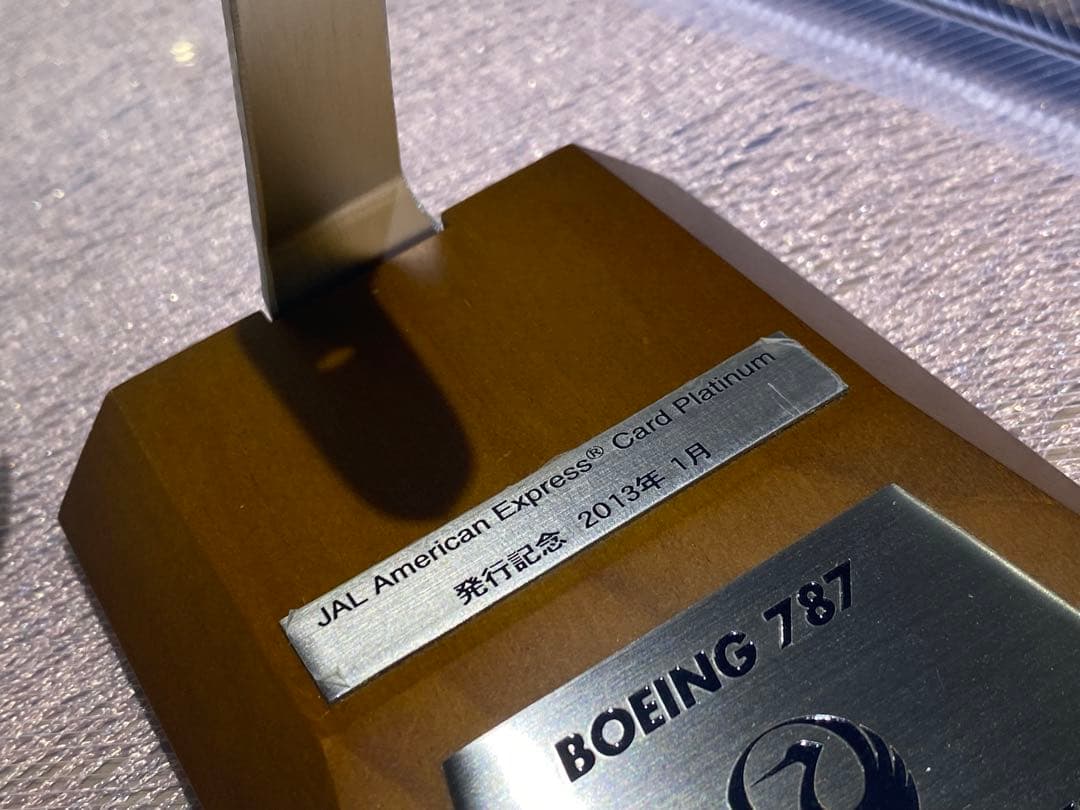 JAL American Express® Card Platinum
発行記念 2013年 1月
BOEING 787